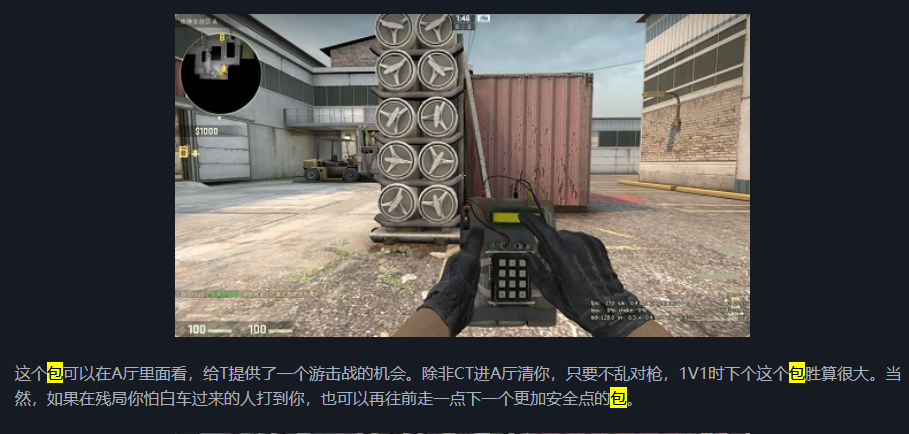 1:46
B
A
$1000
100
100
这个包可以在A厅里面看，给T提供了一个游击战的机会。除非CT进A厅清你，只要不乱对枪，1V1时下个这个包胜算很大。当
然，如果在残局你怕白车过来的人打到你，也可以再往前走一点下一个更加安全点的包。